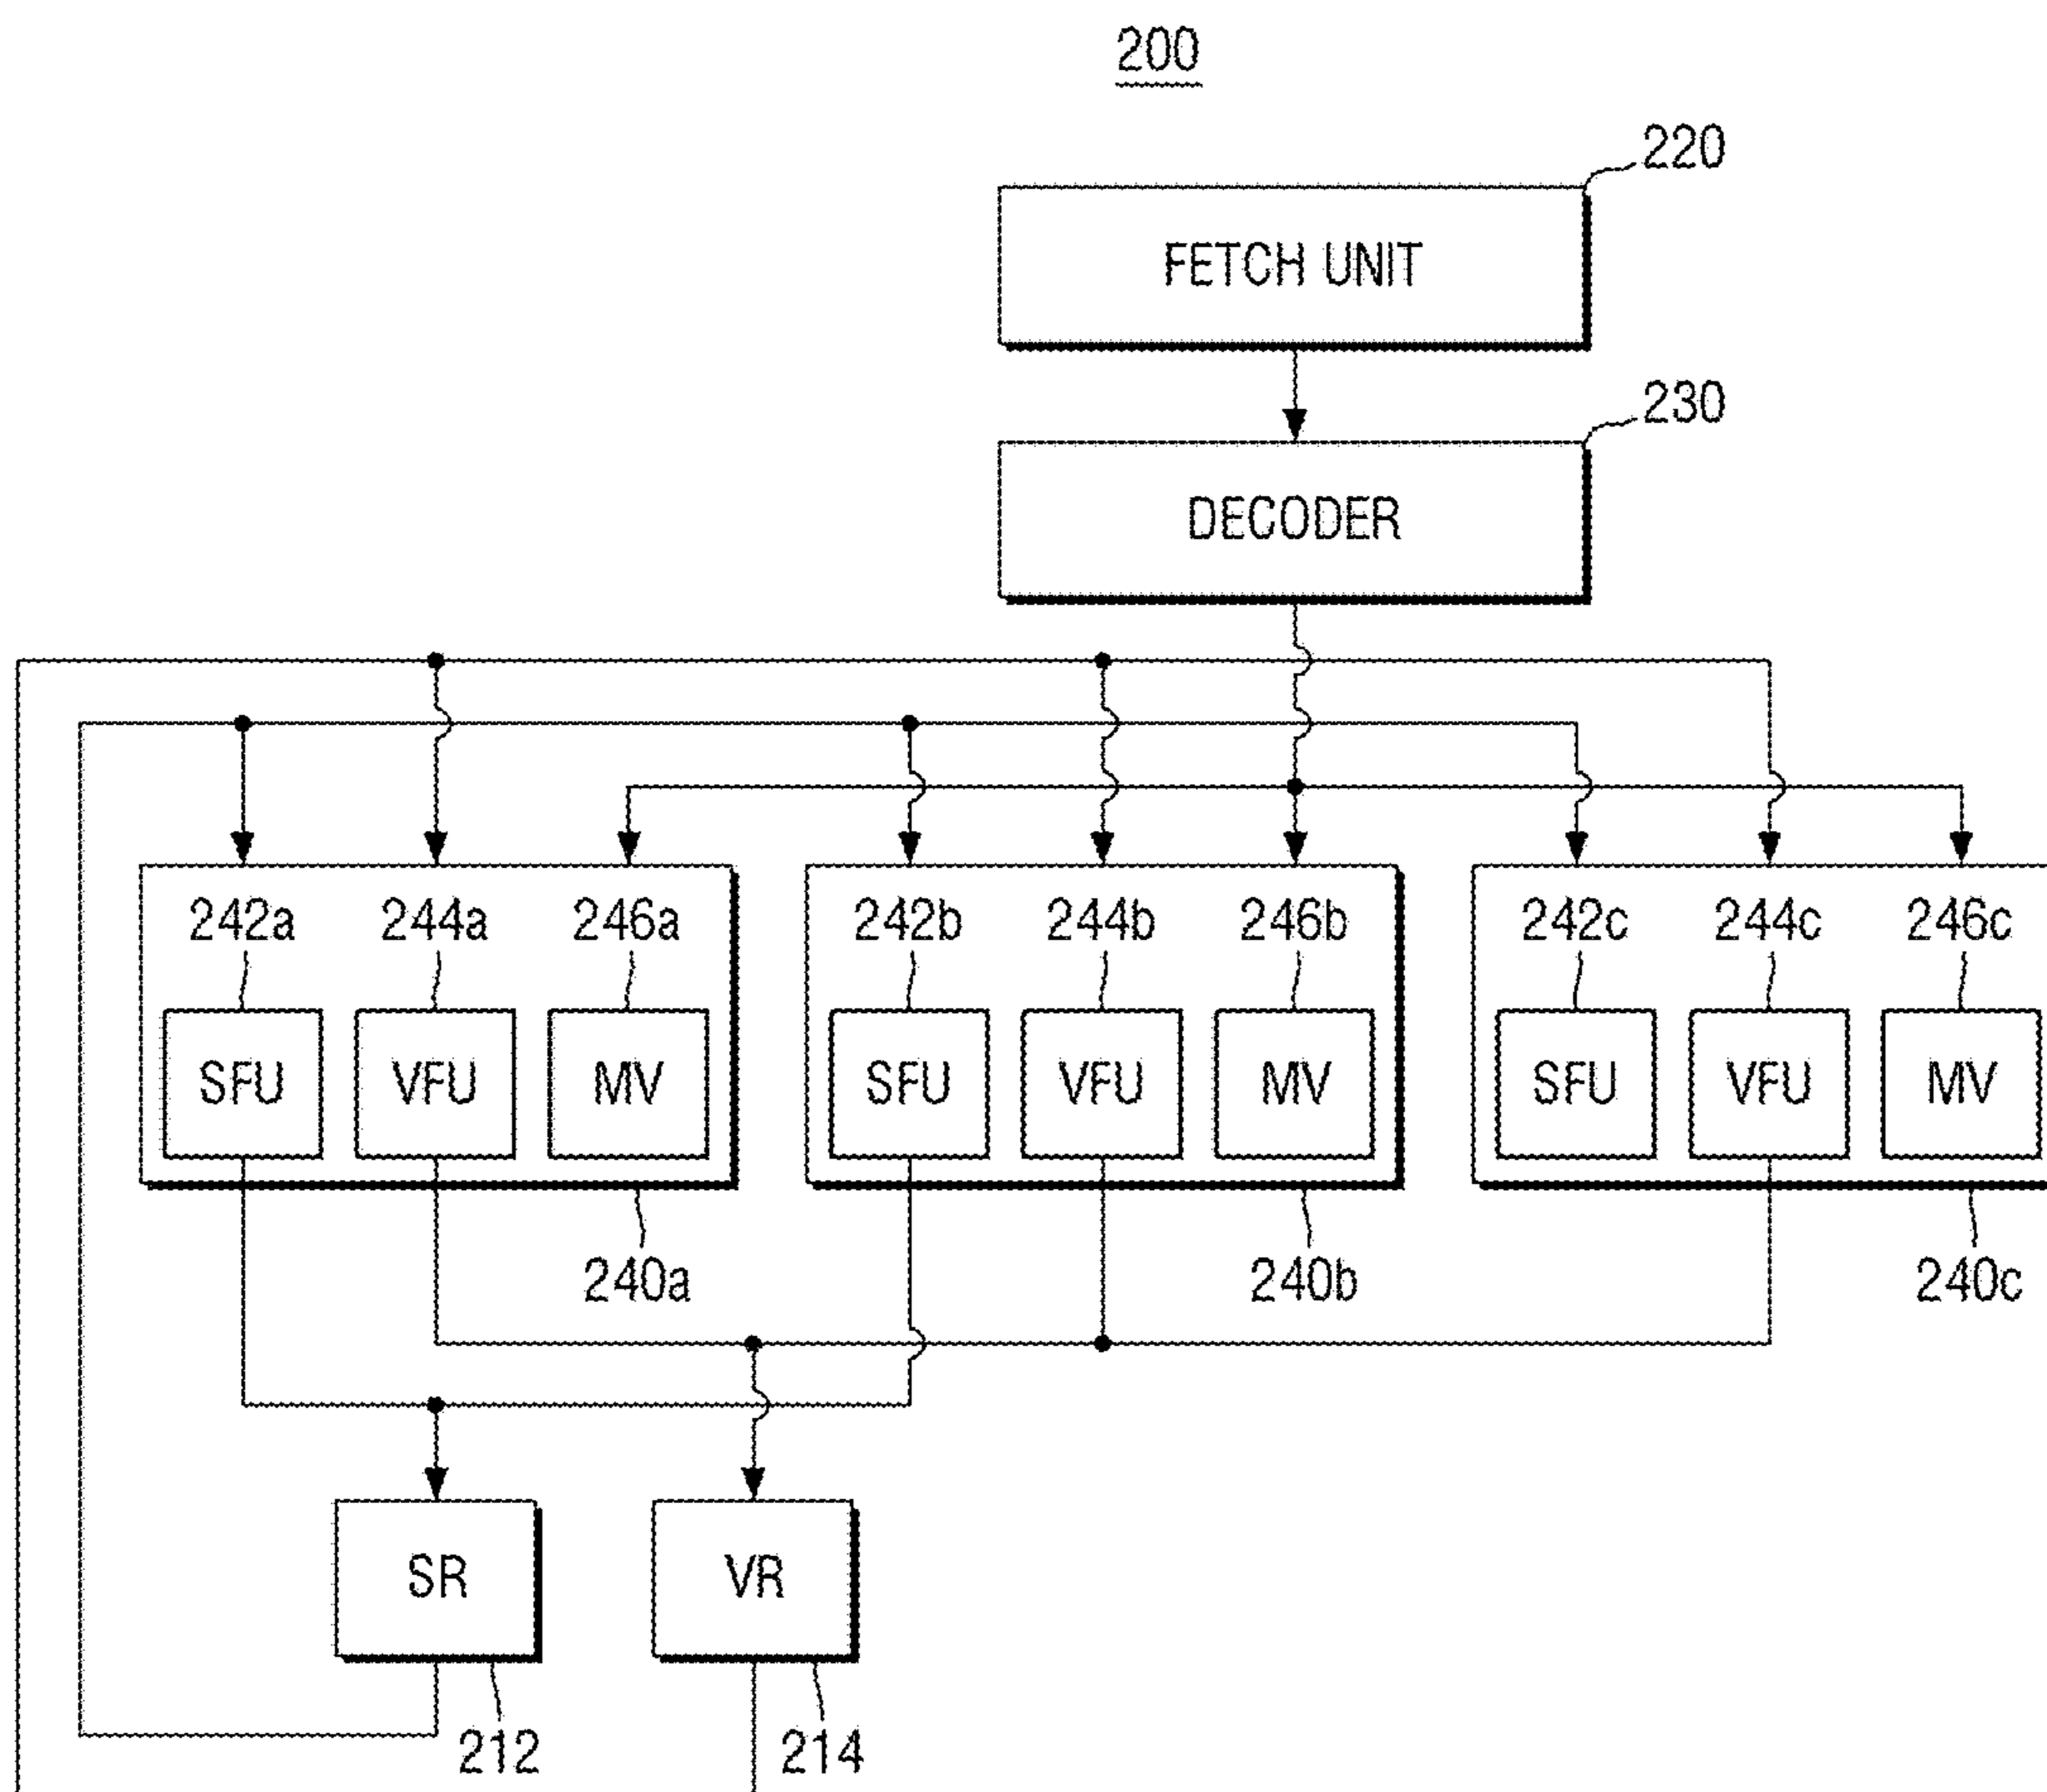 200
220
FETCH UNIT
230
DECODER
242a 244a 246a 242b 244b 246b 242c 244c 246c
SFU VFU MV SFU VFU MV SFU VFU MV
240a 240b 240c
SR VR
212 214